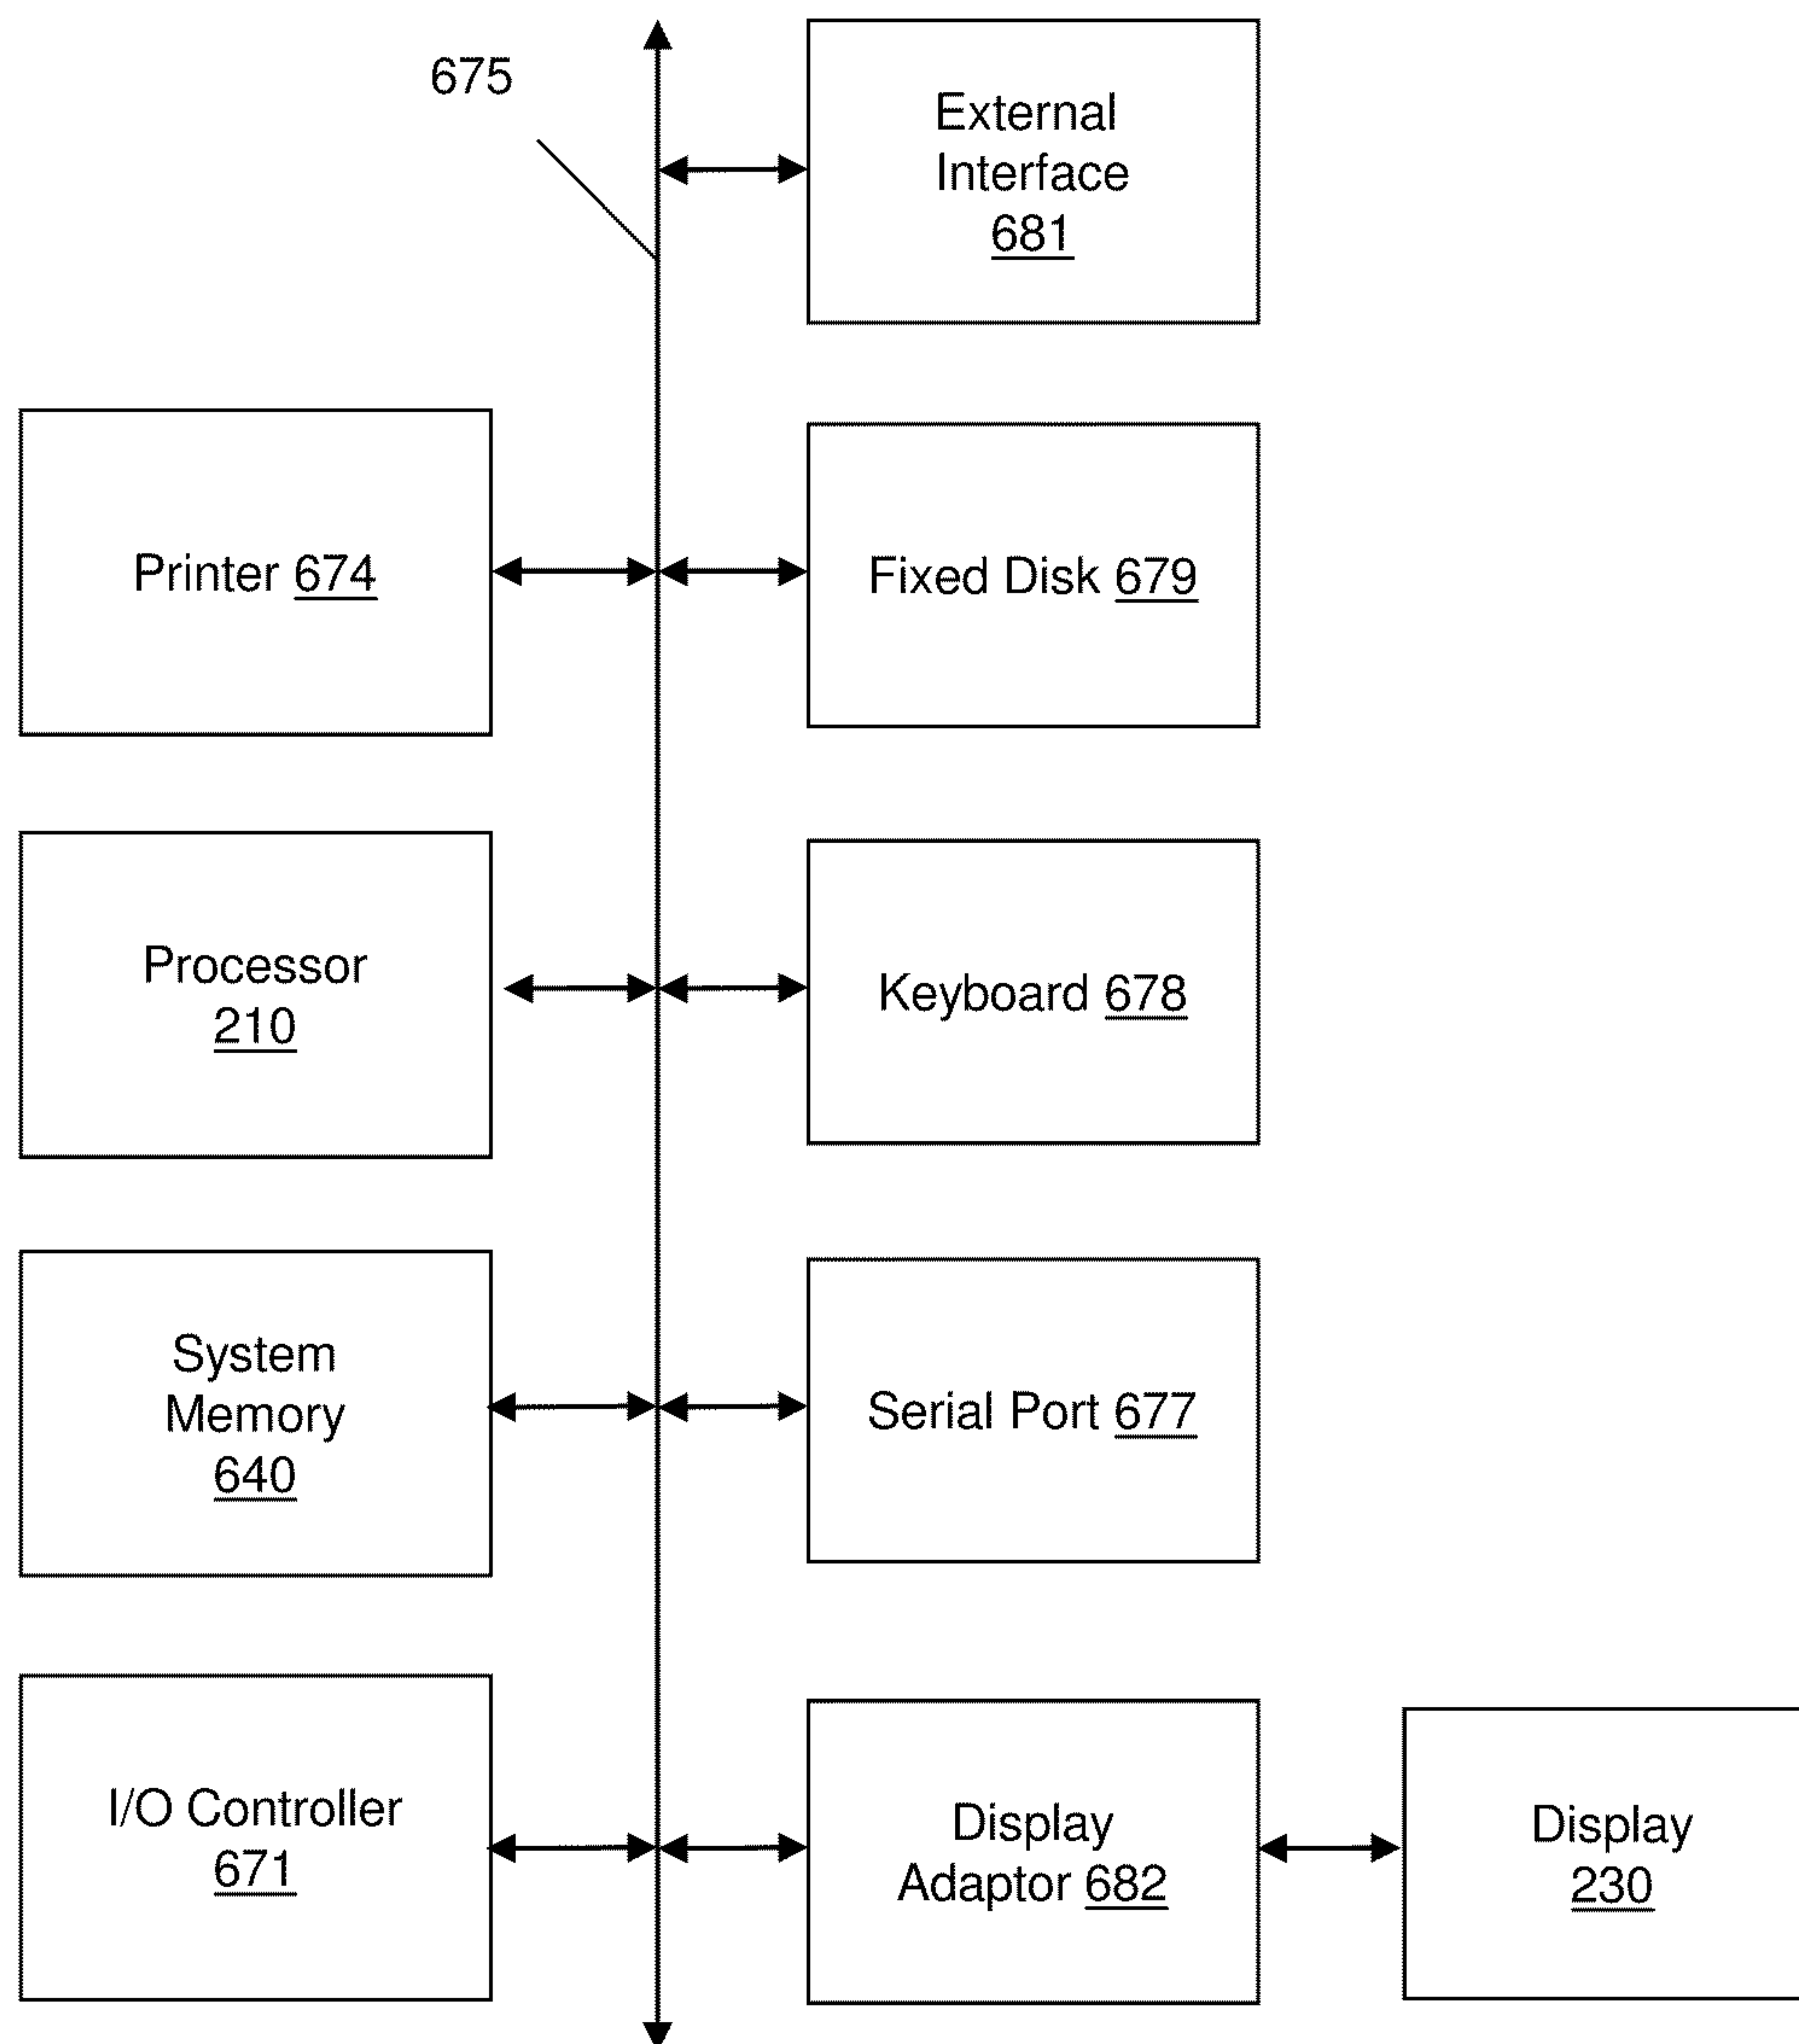 675
External
Interface
681
Printer 674
Fixed Disk 679
Processor
210
Keyboard 678
System
Memory
640
Serial Port 677
I/O Controller
671
Display
Adaptor 682
Display
230